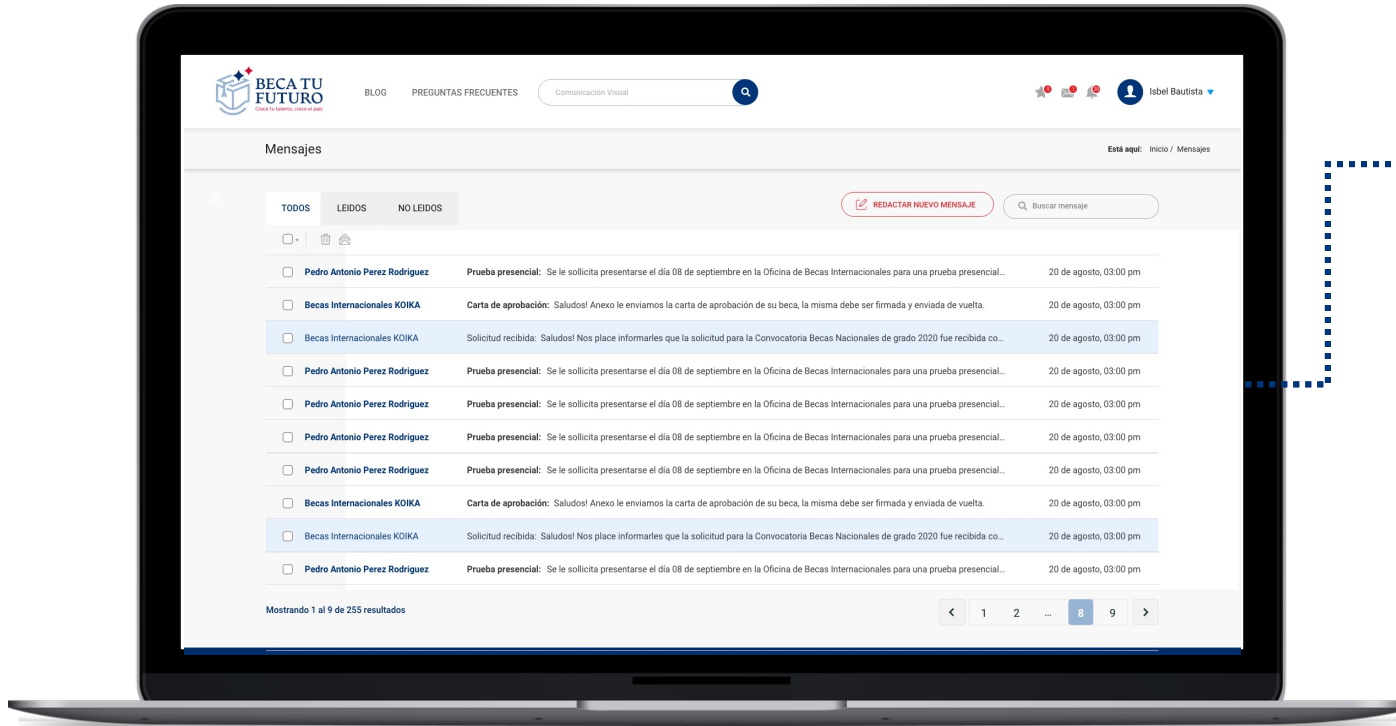 BECA TU
FUTURO
Crece tu talento, crece el país
BLOG PREGUNTAS FRECUENTES Comunicación Visual Isbel Bautista
Mensajes Está aquí: Inicio / Mensajes
TODOS LEIDOS NO LEIDOS REDACTAR NUEVO MENSAJE Buscar mensaje
Pedro Antonio Perez Rodriguez Prueba presencial: Se le sollicita presentarse el día 08 de septiembre en la Oficina de Becas Internacionales para una prueba presencial... 20 de agosto, 03:00 pm
Becas Internacionales KOIKA Carta de aprobación: Saludos! Anexo le enviamos la carta de aprobación de su beca, la misma debe ser firmada y enviada de vuelta. 20 de agosto, 03:00 pm
Becas Internacionales KOIKA Solicitud recibida: Saludos! Nos place informarles que la solicitud para la Convocatoria Becas Nacionales de grado 2020 fue recibida co... 20 de agosto, 03:00 pm
Pedro Antonio Perez Rodriguez Prueba presencial: Se le sollicita presentarse el día 08 de septiembre en la Oficina de Becas Internacionales para una prueba presencial... 20 de agosto, 03:00 pm
Pedro Antonio Perez Rodriguez Prueba presencial: Se le sollicita presentarse el día 08 de septiembre en la Oficina de Becas Internacionales para una prueba presencial... 20 de agosto, 03:00 pm
Pedro Antonio Perez Rodriguez Prueba presencial: Se le sollicita presentarse el día 08 de septiembre en la Oficina de Becas Internacionales para una prueba presencial... 20 de agosto, 03:00 pm
Pedro Antonio Perez Rodriguez Prueba presencial: Se le sollicita presentarse el día 08 de septiembre en la Oficina de Becas Internacionales para una prueba presencial... 20 de agosto, 03:00 pm
Becas Internacionales KOIKA Carta de aprobación: Saludos! Anexo le enviamos la carta de aprobación de su beca, la misma debe ser firmada y enviada de vuelta. 20 de agosto, 03:00 pm
Becas Internacionales KOIKA Solicitud recibida: Saludos! Nos place informarles que la solicitud para la Convocatoria Becas Nacionales de grado 2020 fue recibida co... 20 de agosto, 03:00 pm
Pedro Antonio Perez Rodriguez Prueba presencial: Se le sollicita presentarse el día 08 de septiembre en la Oficina de Becas Internacionales para una prueba presencial... 20 de agosto, 03:00 pm
Mostrando 1 al 9 de 255 resultados < 1 2 ... 8 9 >